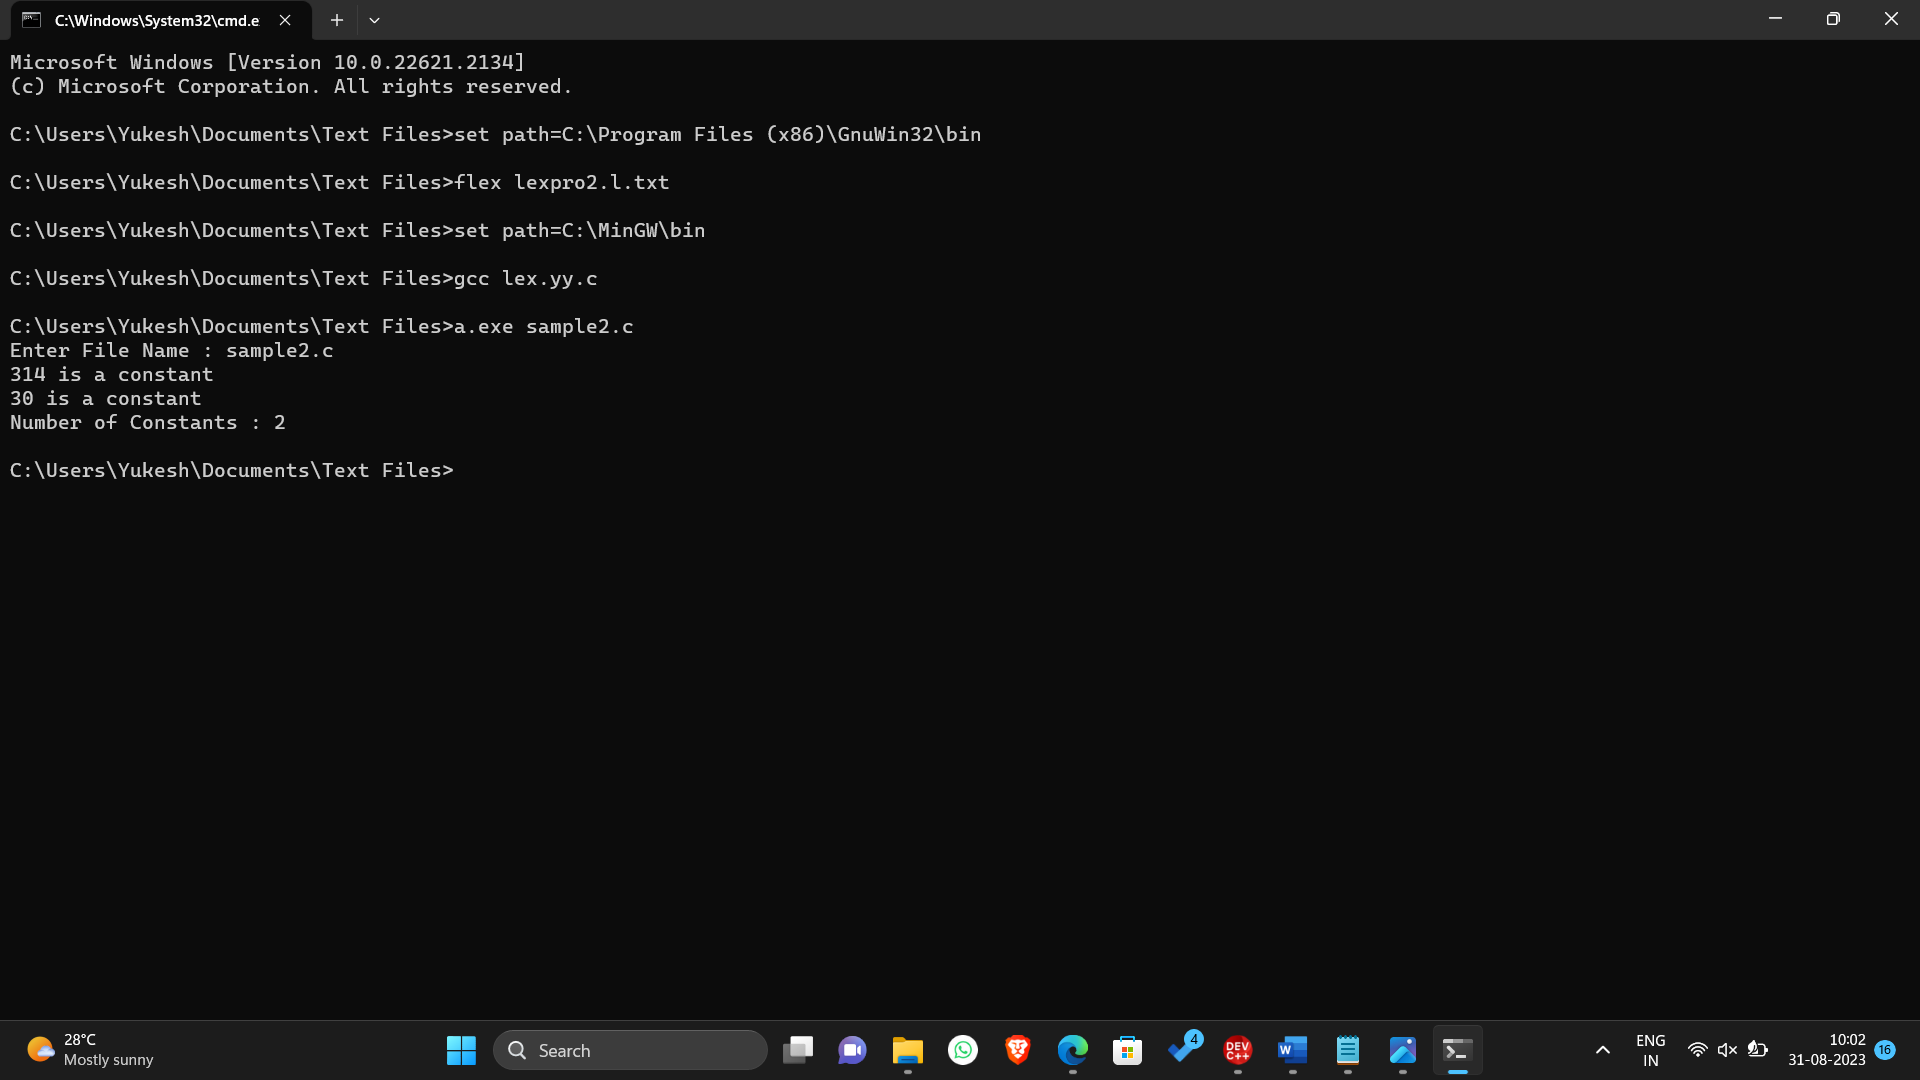 C:\Windows\System32\cmd.e
Microsoft Windows [Version 10.0.22621.2134]
(c) Microsoft Corporation. All rights reserved.
C:\Users\Yukesh\Documents\Text Files>set path=C:\Program Files (x86)\GnuWin32\bin
C:\Users\Yukesh\Documents\Text Files>flex lexpro2.l.txt
C:\Users\Yukesh\Documents\Text Files>set path=C:\MinGW\bin
C:\Users\Yukesh\Documents\Text Files>gcc lex.yy.c
C:\Users\Yukesh\Documents\Text Files>a.exe sample2.c
Enter File Name : sample2.c
314 is a constant
30 is a constant
Number of Constants : 2
C:\Users\Yukesh\Documents\Text Files>
28°C
Mostly sunny
Search
4
DEV
C++
W
ENG
IN
10:02
31-08-2023
16